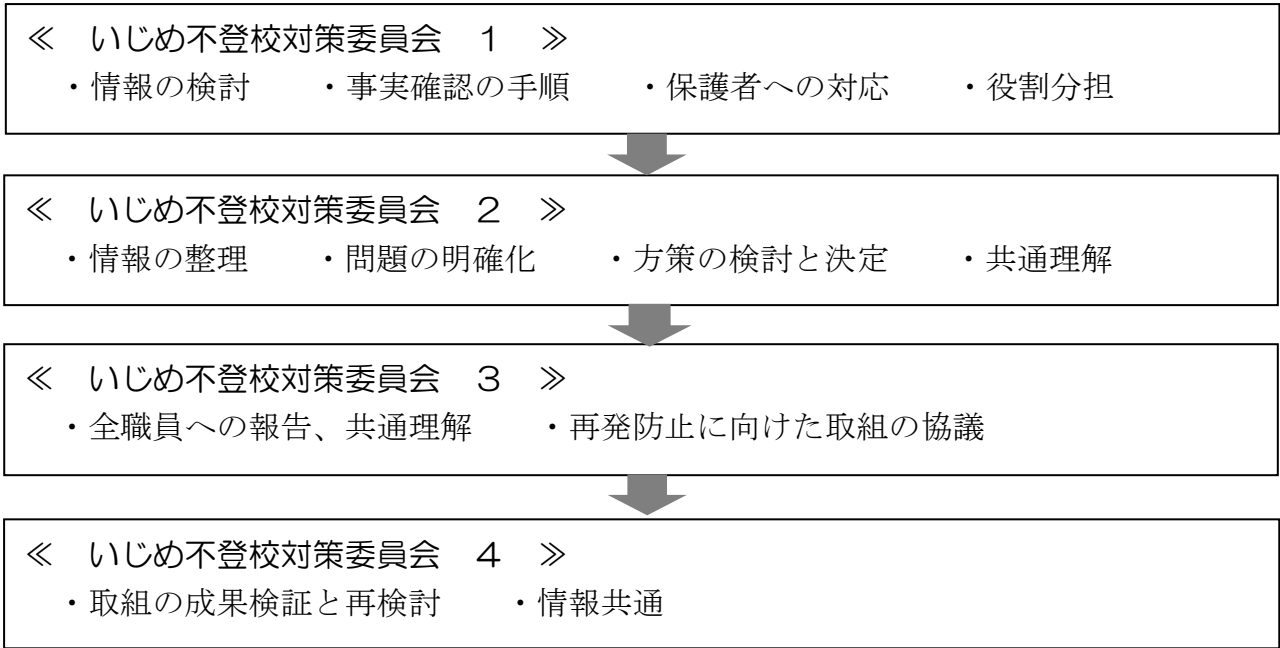 ≪　いじめ不登校対策委員会　１　≫
・情報の検討　　・事実確認の手順　　・保護者への対応　　・役割分担
≪　いじめ不登校対策委員会　２　≫
・情報の整理　　・問題の明確化　　・方策の検討と決定　　・共通理解
≪　いじめ不登校対策委員会　３　≫
・全職員への報告、共通理解　　・再発防止に向けた取組の協議
≪　いじめ不登校対策委員会　４　≫
・取組の成果検証と再検討　　・情報共通